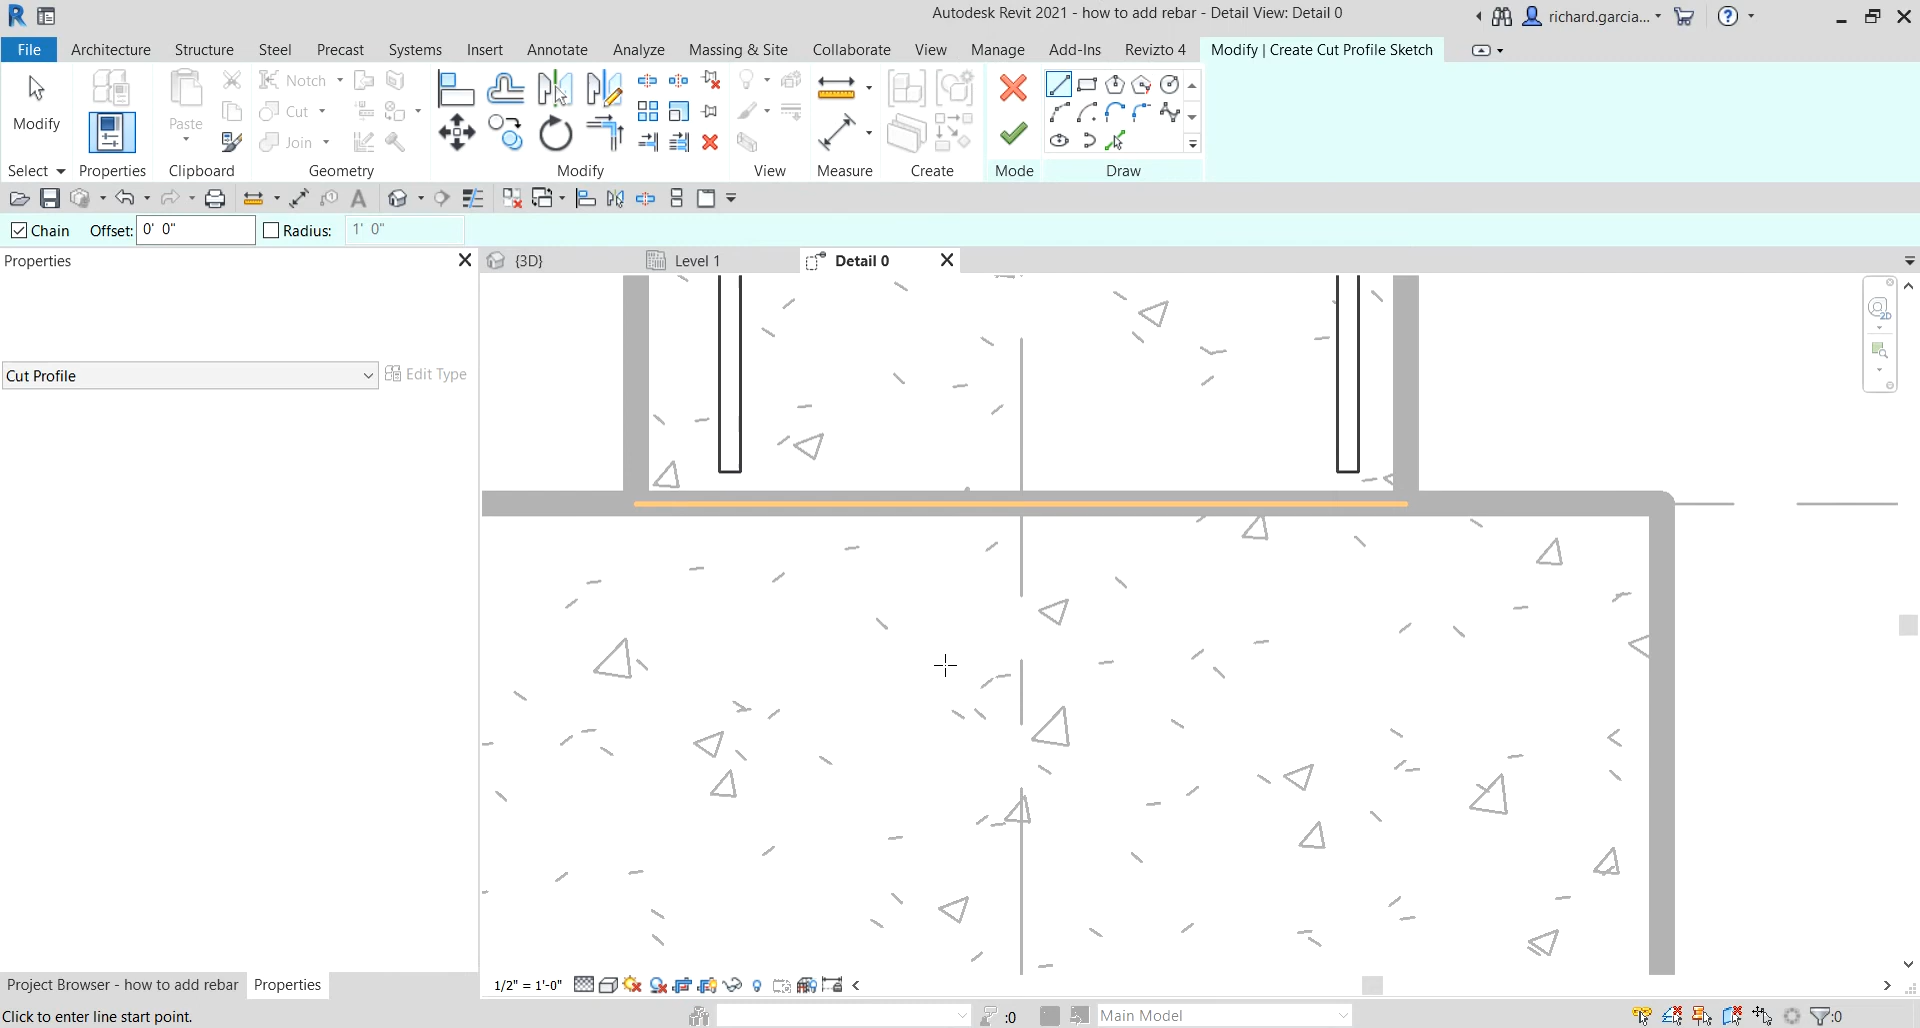 Autodesk Revit 2021 - how to add rebar - Detail View: Detail 0
richard.garcia...
File Architecture Structure Steel Precast Systems Insert Annotate Analyze Massing & Site Collaborate View Manage Add-Ins Revizto 4 Modify | Create Cut Profile Sketch
Notch
Cut
Join
Modify
Paste
Select Properties Clipboard Geometry Modify View Measure Create Mode Draw
Chain Offset: 0' 0" Radius: 1' 0"
Properties
{3D} Level 1 Detail 0
2D
Cut Profile
Edit Type
Project Browser - how to add rebar Properties
1/2" = 1'-0"
Click to enter line start point.
:0
Main Model
:0